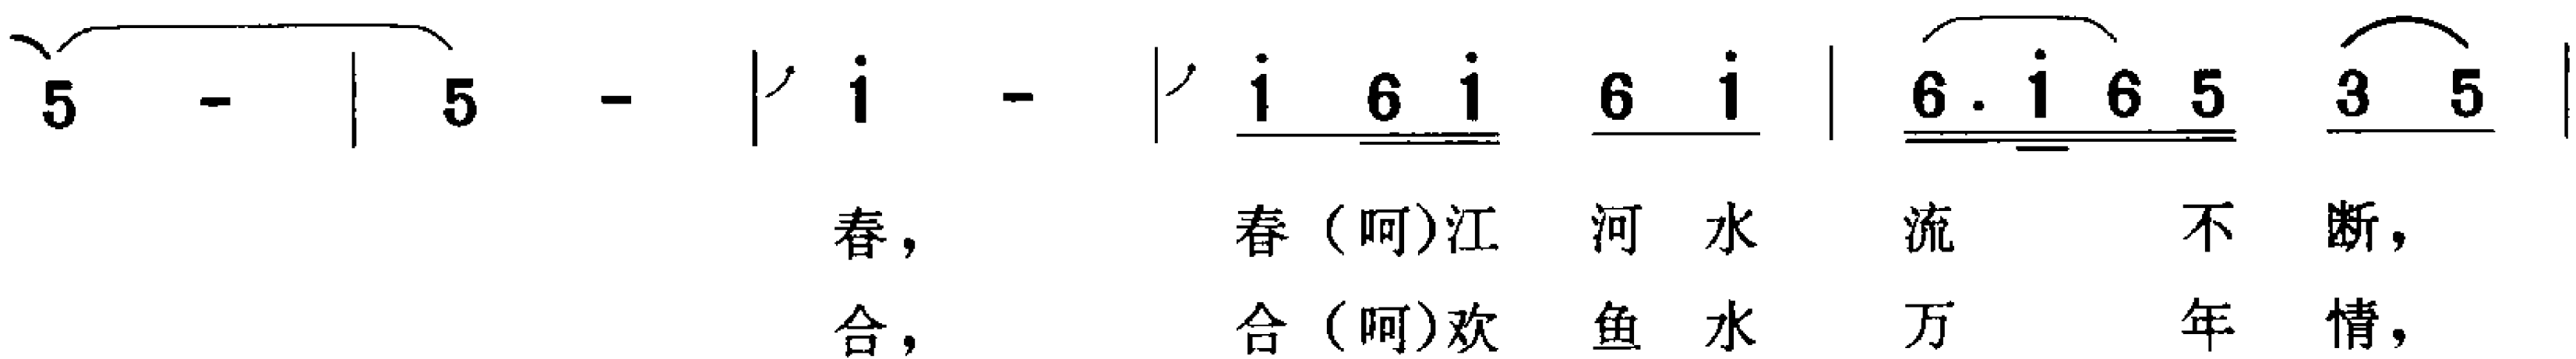 5 - | 5 - | i - | i 6 i 6 i | 6 . i 6 5 3 5 |
春， 春（呵）江 河 水 流 不 断，
合， 合（呵）欢 鱼 水 万 年 情，